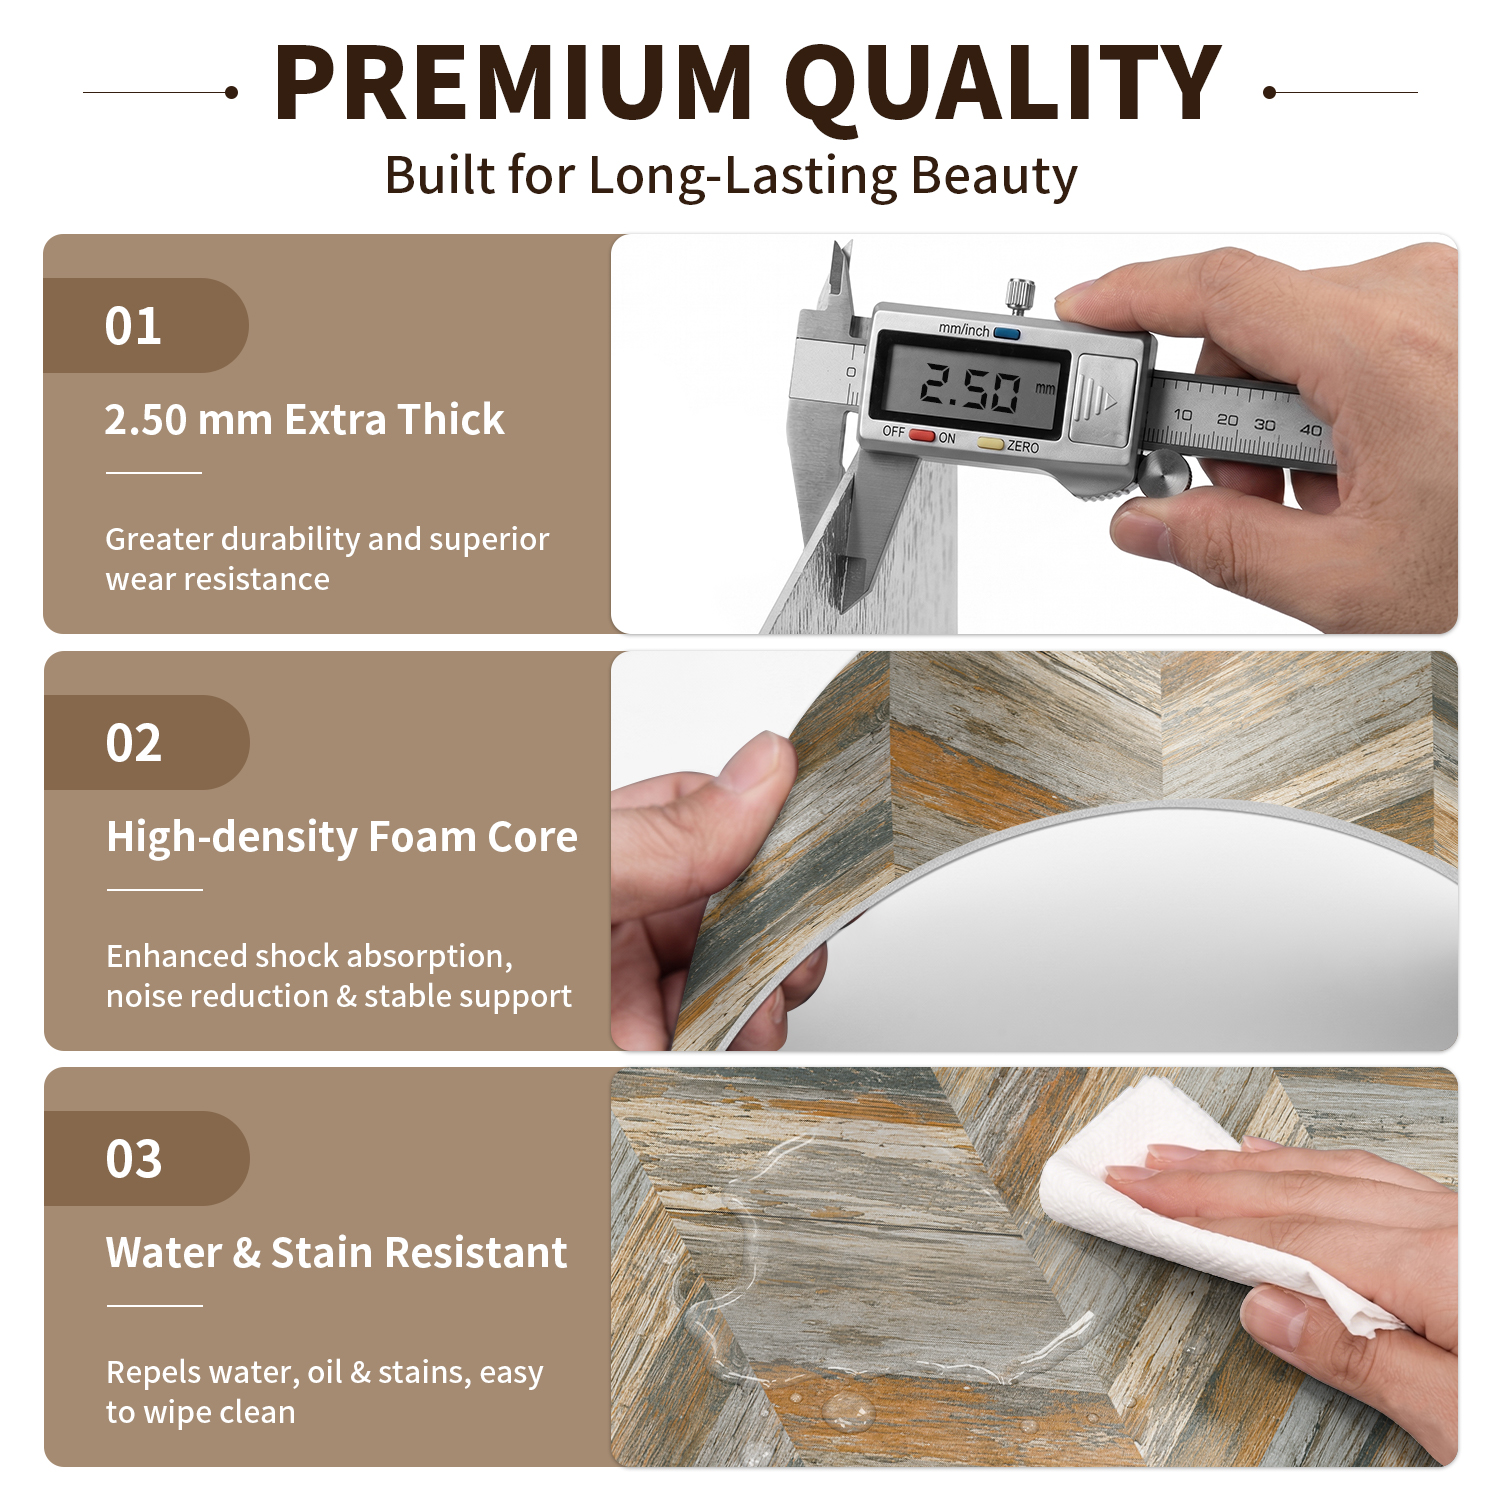 PREMIUM QUALITY
Built for Long-Lasting Beauty
01
2.50 mm Extra Thick
Greater durability and superior
wear resistance
mm/inch
0
2.50 mm
OFF ON ZERO
10 20 30 40
02
High-density Foam Core
Enhanced shock absorption,
noise reduction & stable support
03
Water & Stain Resistant
Repels water, oil & stains, easy
to wipe clean